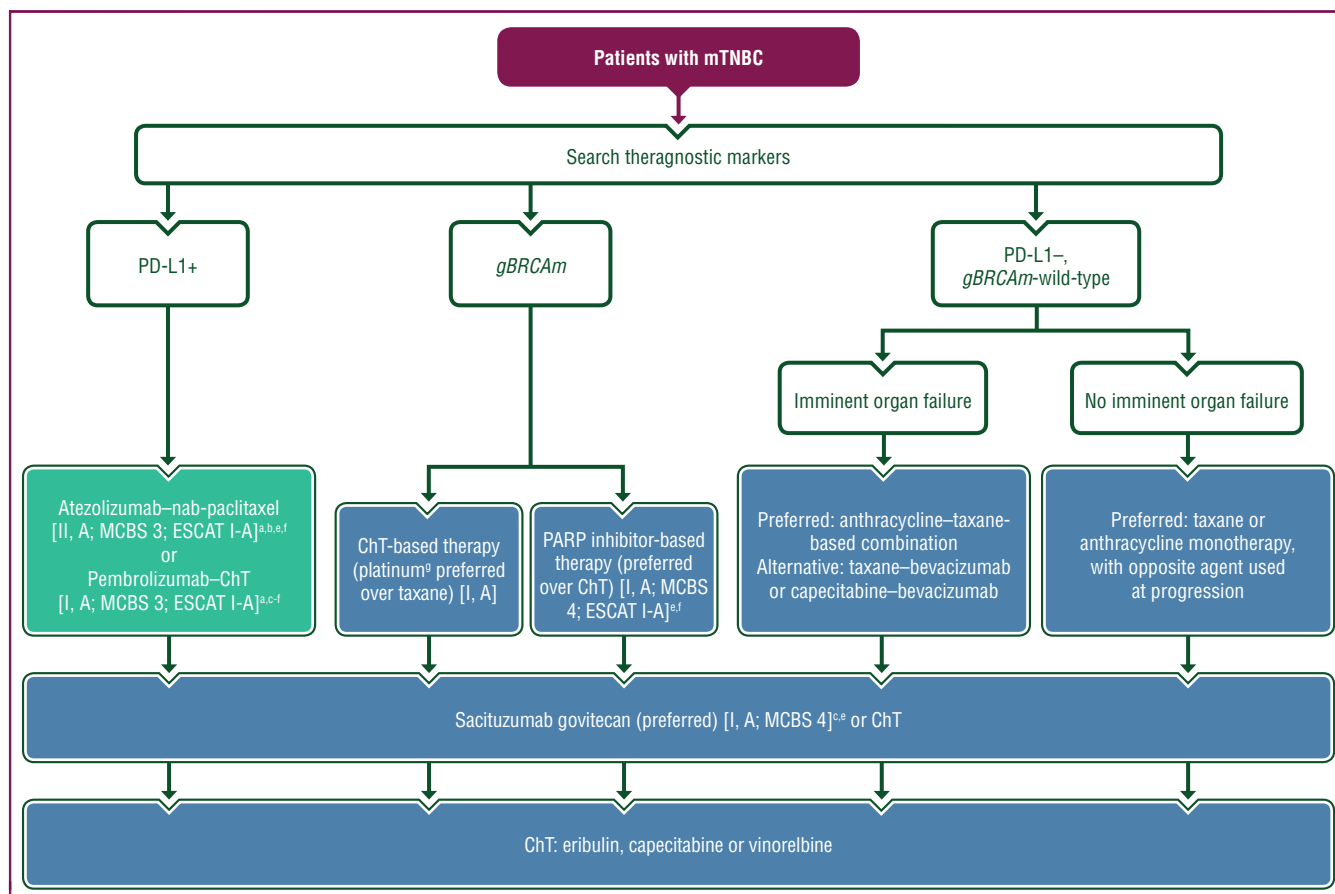 Patients with mTNBC
Search theragnostic markers
PD-L1+
gBRCAm
PD-L1–,
gBRCAm-wild-type
Imminent organ failure
No imminent organ failure
Atezolizumab–nab-paclitaxel
[II, A; MCBS 3; ESCAT I-A]a,b,e,f
or
Pembrolizumab–ChT
[I, A; MCBS 3; ESCAT I-A]a,c-f
ChT-based therapy
(platinumg preferred
over taxane) [I, A]
PARP inhibitor-based
therapy (preferred
over ChT) [I, A; MCBS
4; ESCAT I-A]e,f
Preferred: anthracycline–taxane-
based combination
Alternative: taxane–bevacizumab
or capecitabine–bevacizumab
Preferred: taxane or
anthracycline monotherapy,
with opposite agent used
at progression
Sacituzumab govitecan (preferred) [I, A; MCBS 4]c,e or ChT
ChT: eribulin, capecitabine or vinorelbine